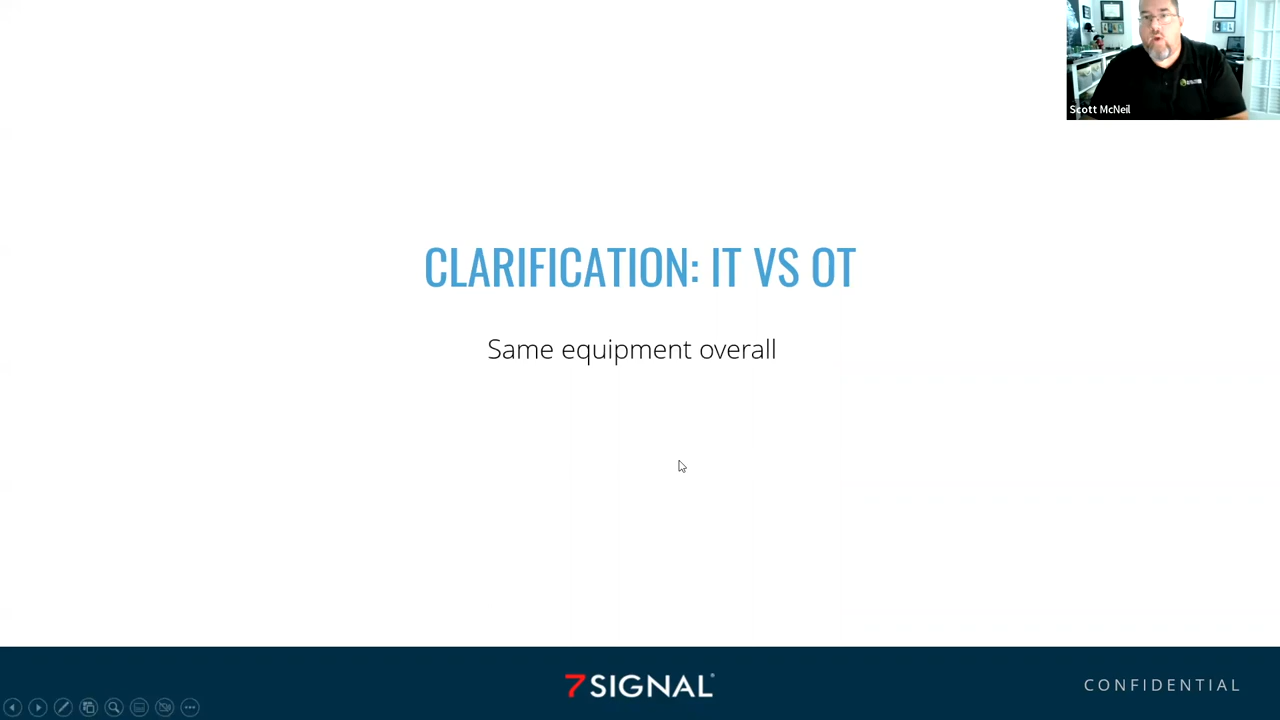 Scott McNeil
CLARIFICATION: IT VS OT
Same equipment overall
7SIGNAL
CONFIDENTIAL